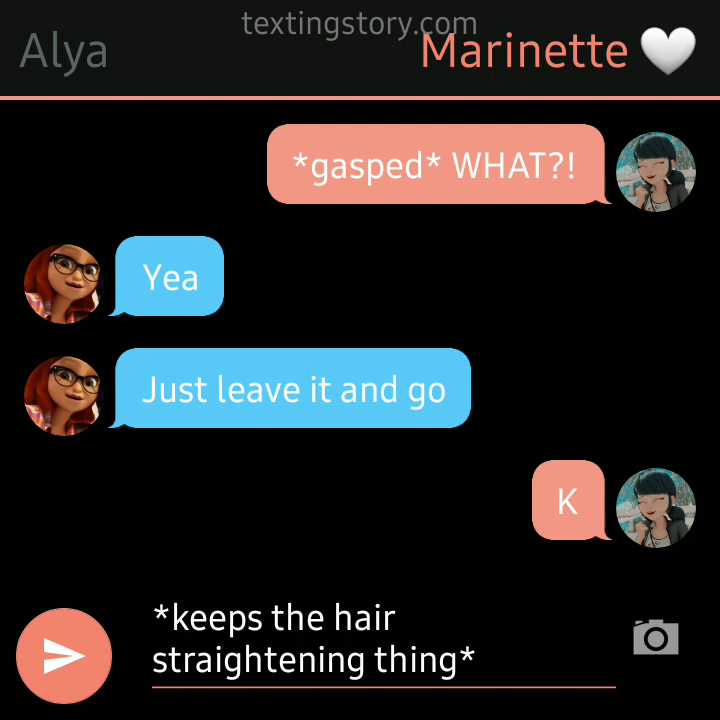 textingstory.com
Alya
Marinette 🤍
*gasped* WHAT?!
Yea
Just leave it and go
K
*keeps the hair
straightening thing*